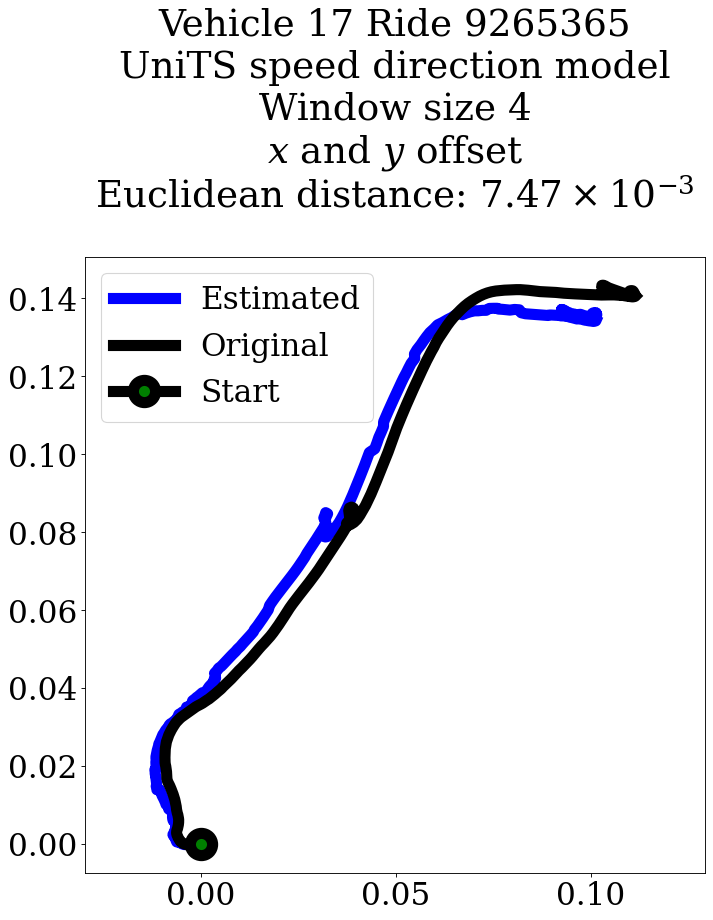 Vehicle 17 Ride 9265365
UniTS speed direction model
Window size 4
x and y offset
Euclidean distance: 7.47 × 10⁻³
Estimated
Original
Start
0.14
0.12
0.10
0.08
0.06
0.04
0.02
0.00
0.00 0.05 0.10